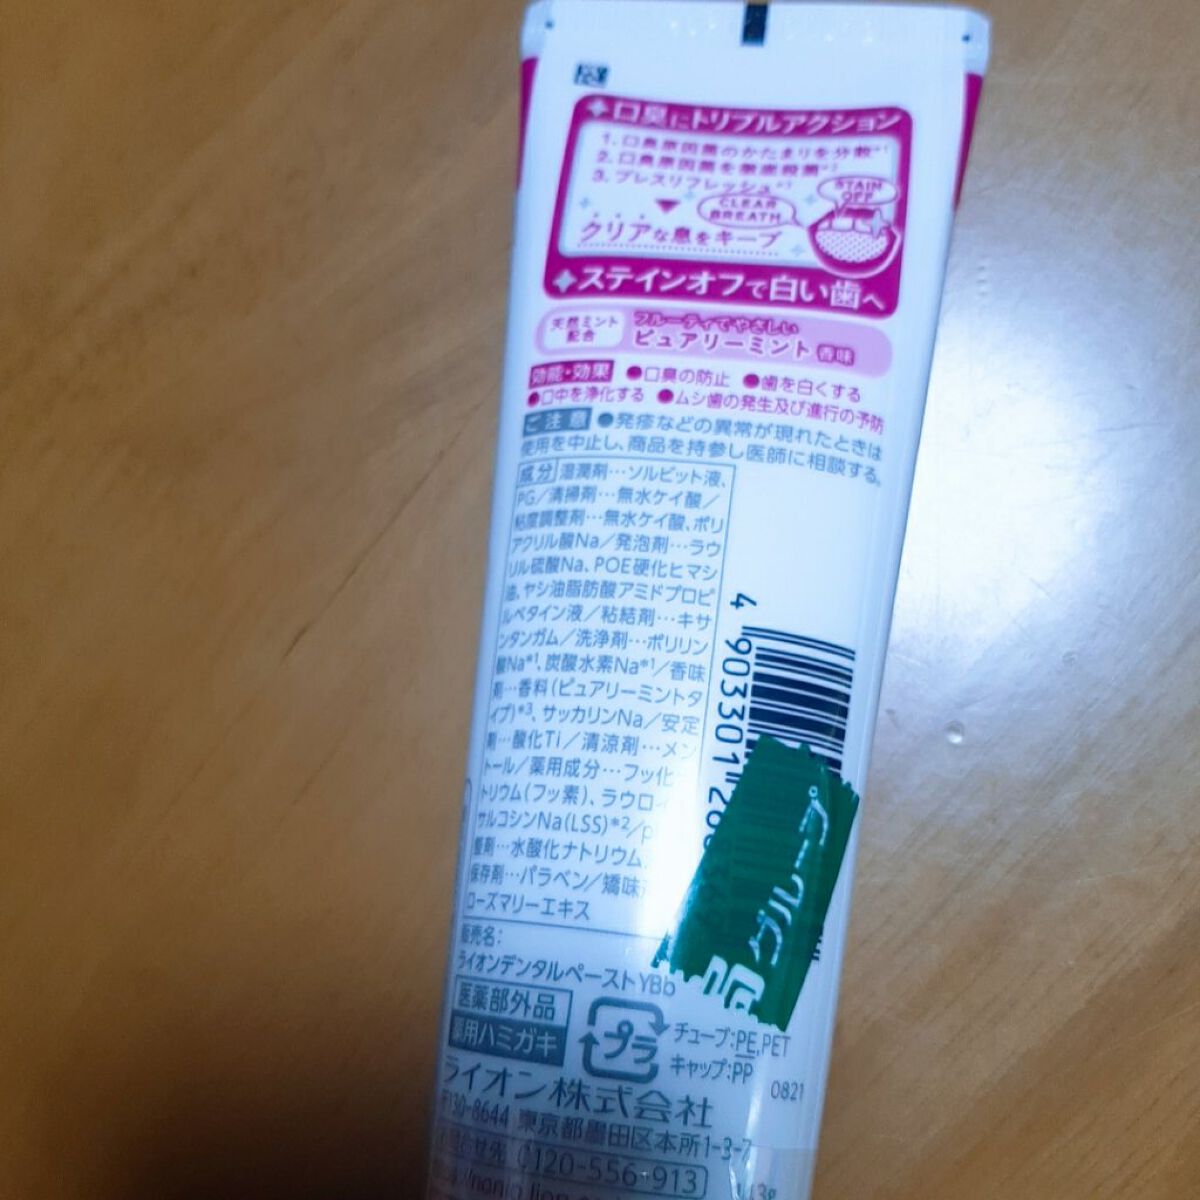 口臭にトリプルアクション
1. 口臭原因菌のかたまりを分散*1
2. 口臭原因菌を徹底殺菌*2
3. ブレスリフレッシュ*3
STAIN OFF
CLEAR BREATH
クリアな息をキープ
ステインオフで白い歯へ
天然ミント配合
フルーティでやさしい
ピュアリーミント 香味
効能・効果 ●口臭の防止 ●歯を白くする
●口中を浄化する ●ムシ歯の発生及び進行の予防
ご注意 ●発疹などの異常が現れたときは
使用を中止し、商品を持参し医師に相談する。
成分 湿潤剤…ソルビット液、
PG/清掃剤…無水ケイ酸/
粘度調整剤…無水ケイ酸、ポリ
アクリル酸Na/発泡剤…ラウ
リル硫酸Na、POE硬化ヒマシ
油、ヤシ油脂肪酸アミドプロピ
ルベタイン液/粘結剤…キサ
ンタンガム/洗浄剤…ポリリン
酸Na*1、炭酸水素Na*1/香味
剤…香料(ピュアリーミントタ
イプ)*3、サッカリンNa/安定
剤…酸化Ti/清涼剤…メン
トール/薬用成分…フッ化
トリウム(フッ素)、ラウロイ
サルコシンNa(LSS)*2/p
整剤…水酸化ナトリウム
保存剤…パラベン/矯味
ローズマリーエキス
4 903301 26
グループ
販売名:
ライオンデンタルペーストYBb
医薬部外品
薬用ハミガキ
プラ
チューブ:PE,PET
キャップ:PP
0821
ライオン株式会社
〒130-8644 東京都墨田区本所1-3-7
0120-556-913